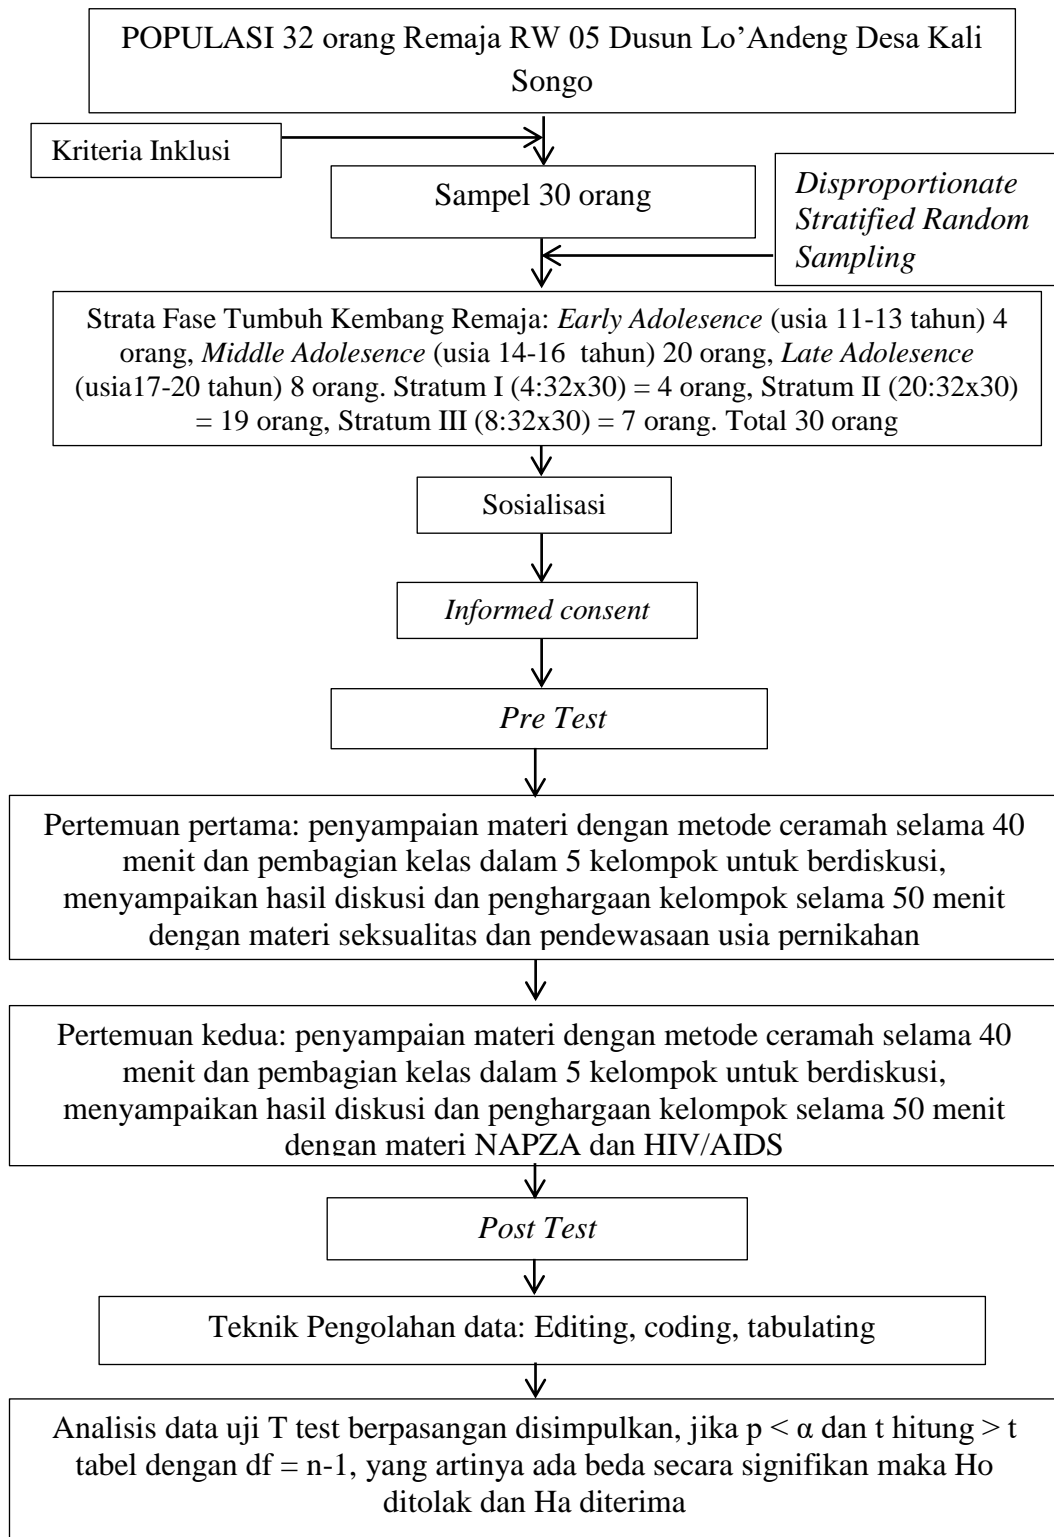 POPULASI 32 orang Remaja RW 05 Dusun Lo’Andeng Desa Kali
Songo
Kriteria Inklusi
Sampel 30 orang
Disproportionate
Stratified Random
Sampling
Strata Fase Tumbuh Kembang Remaja: Early Adolesence (usia 11-13 tahun) 4
orang, Middle Adolesence (usia 14-16 tahun) 20 orang, Late Adolesence
(usia17-20 tahun) 8 orang. Stratum I (4:32x30) = 4 orang, Stratum II (20:32x30)
= 19 orang, Stratum III (8:32x30) = 7 orang. Total 30 orang
Sosialisasi
Informed consent
Pre Test
Pertemuan pertama: penyampaian materi dengan metode ceramah selama 40
menit dan pembagian kelas dalam 5 kelompok untuk berdiskusi,
menyampaikan hasil diskusi dan penghargaan kelompok selama 50 menit
dengan materi seksualitas dan pendewasaan usia pernikahan
Pertemuan kedua: penyampaian materi dengan metode ceramah selama 40
menit dan pembagian kelas dalam 5 kelompok untuk berdiskusi,
menyampaikan hasil diskusi dan penghargaan kelompok selama 50 menit
dengan materi NAPZA dan HIV/AIDS
Post Test
Teknik Pengolahan data: Editing, coding, tabulating
Analisis data uji T test berpasangan disimpulkan, jika p < α dan t hitung > t
tabel dengan df = n-1, yang artinya ada beda secara signifikan maka Ho
ditolak dan Ha diterima